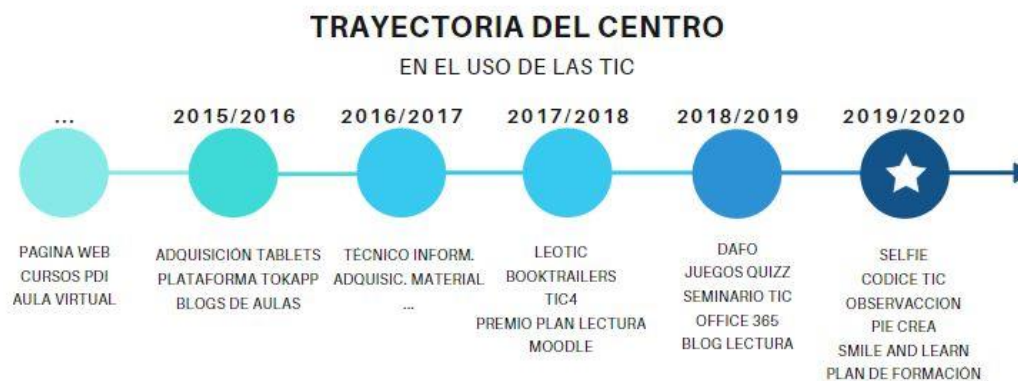 TRAYECTORIA DEL CENTRO
EN EL USO DE LAS TIC
...
PAGINA WEB
CURSOS PDI
AULA VIRTUAL
2015/2016
ADQUISICIÓN TABLETS
PLATAFORMA TOKAPP
BLOGS DE AULAS
2016/2017
TÉCNICO INFORM.
ADQUISIC. MATERIAL
...
2017/2018
LEOTIC
BOOKTRAILERS
TIC4
PREMIO PLAN LECTURA
MOODLE
2018/2019
DAFO
JUEGOS QUIZZ
SEMINARIO TIC
OFFICE 365
BLOG LECTURA
2019/2020
SELFIE
CODICE TIC
OBSERVACCION
PIE CREA
SMILE AND LEARN
PLAN DE FORMACIÓN